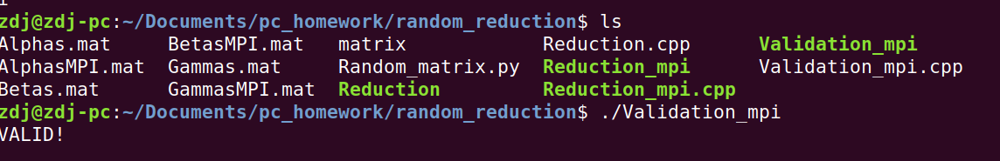 zdj@zdj-pc:~/Documents/pc_homework/random_reduction$ ls
Alphas.mat     BetasMPI.mat   matrix            Reduction.cpp      Validation_mpi
AlphasMPI.mat  Gammas.mat     Random_matrix.py  Reduction_mpi      Validation_mpi.cpp
Betas.mat      GammasMPI.mat  Reduction         Reduction_mpi.cpp
zdj@zdj-pc:~/Documents/pc_homework/random_reduction$ ./Validation_mpi
VALID!